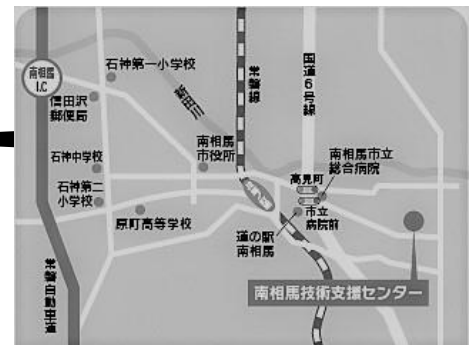 南相馬
I.C
石神第一小学校
信田沢
郵便局
新田川
常磐線
国道6号線
南相馬
市役所
南相馬市立
総合病院
石神中学校
石神第二
小学校
高見町
市立
病院前
原町高等学校
道の駅
南相馬
南相馬技術支援センター
常磐自動車道